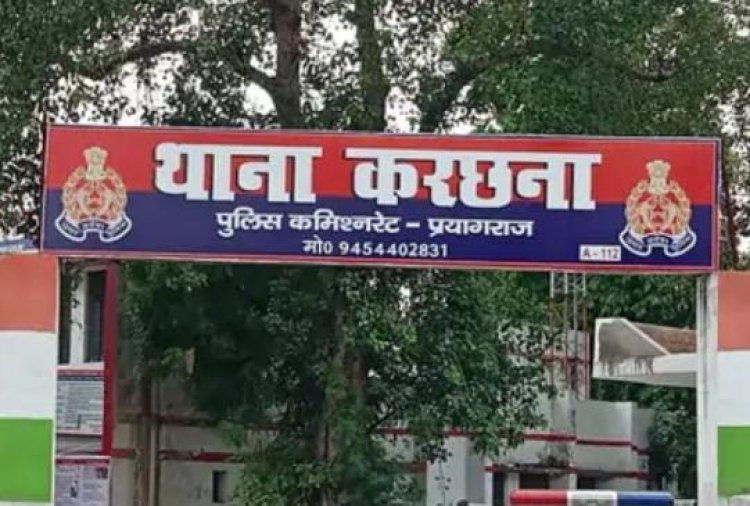 थाना करछना
पुलिस कमिश्नरेट - प्रयागराज
मो0 9454402831
A-112